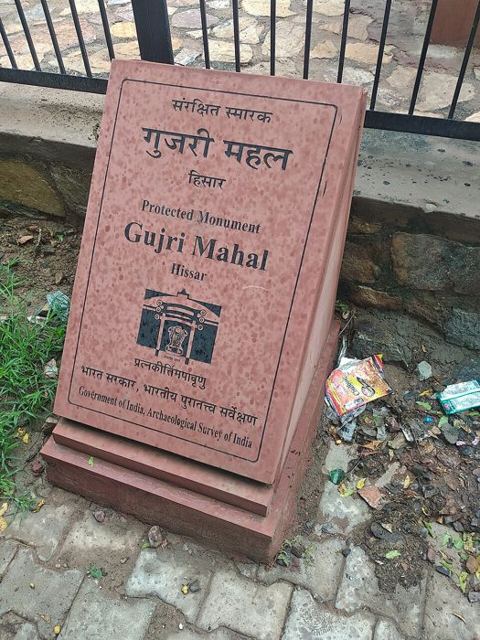 संरक्षित स्मारक
गुजरी महल
हिसार
Protected Monument
Gujri Mahal
Hissar
प्रत्नकीर्त्तिमपावृणु
भारत सरकार, भारतीय पुरातत्त्व सर्वेक्षण
Government of India, Archaeological Survey of India